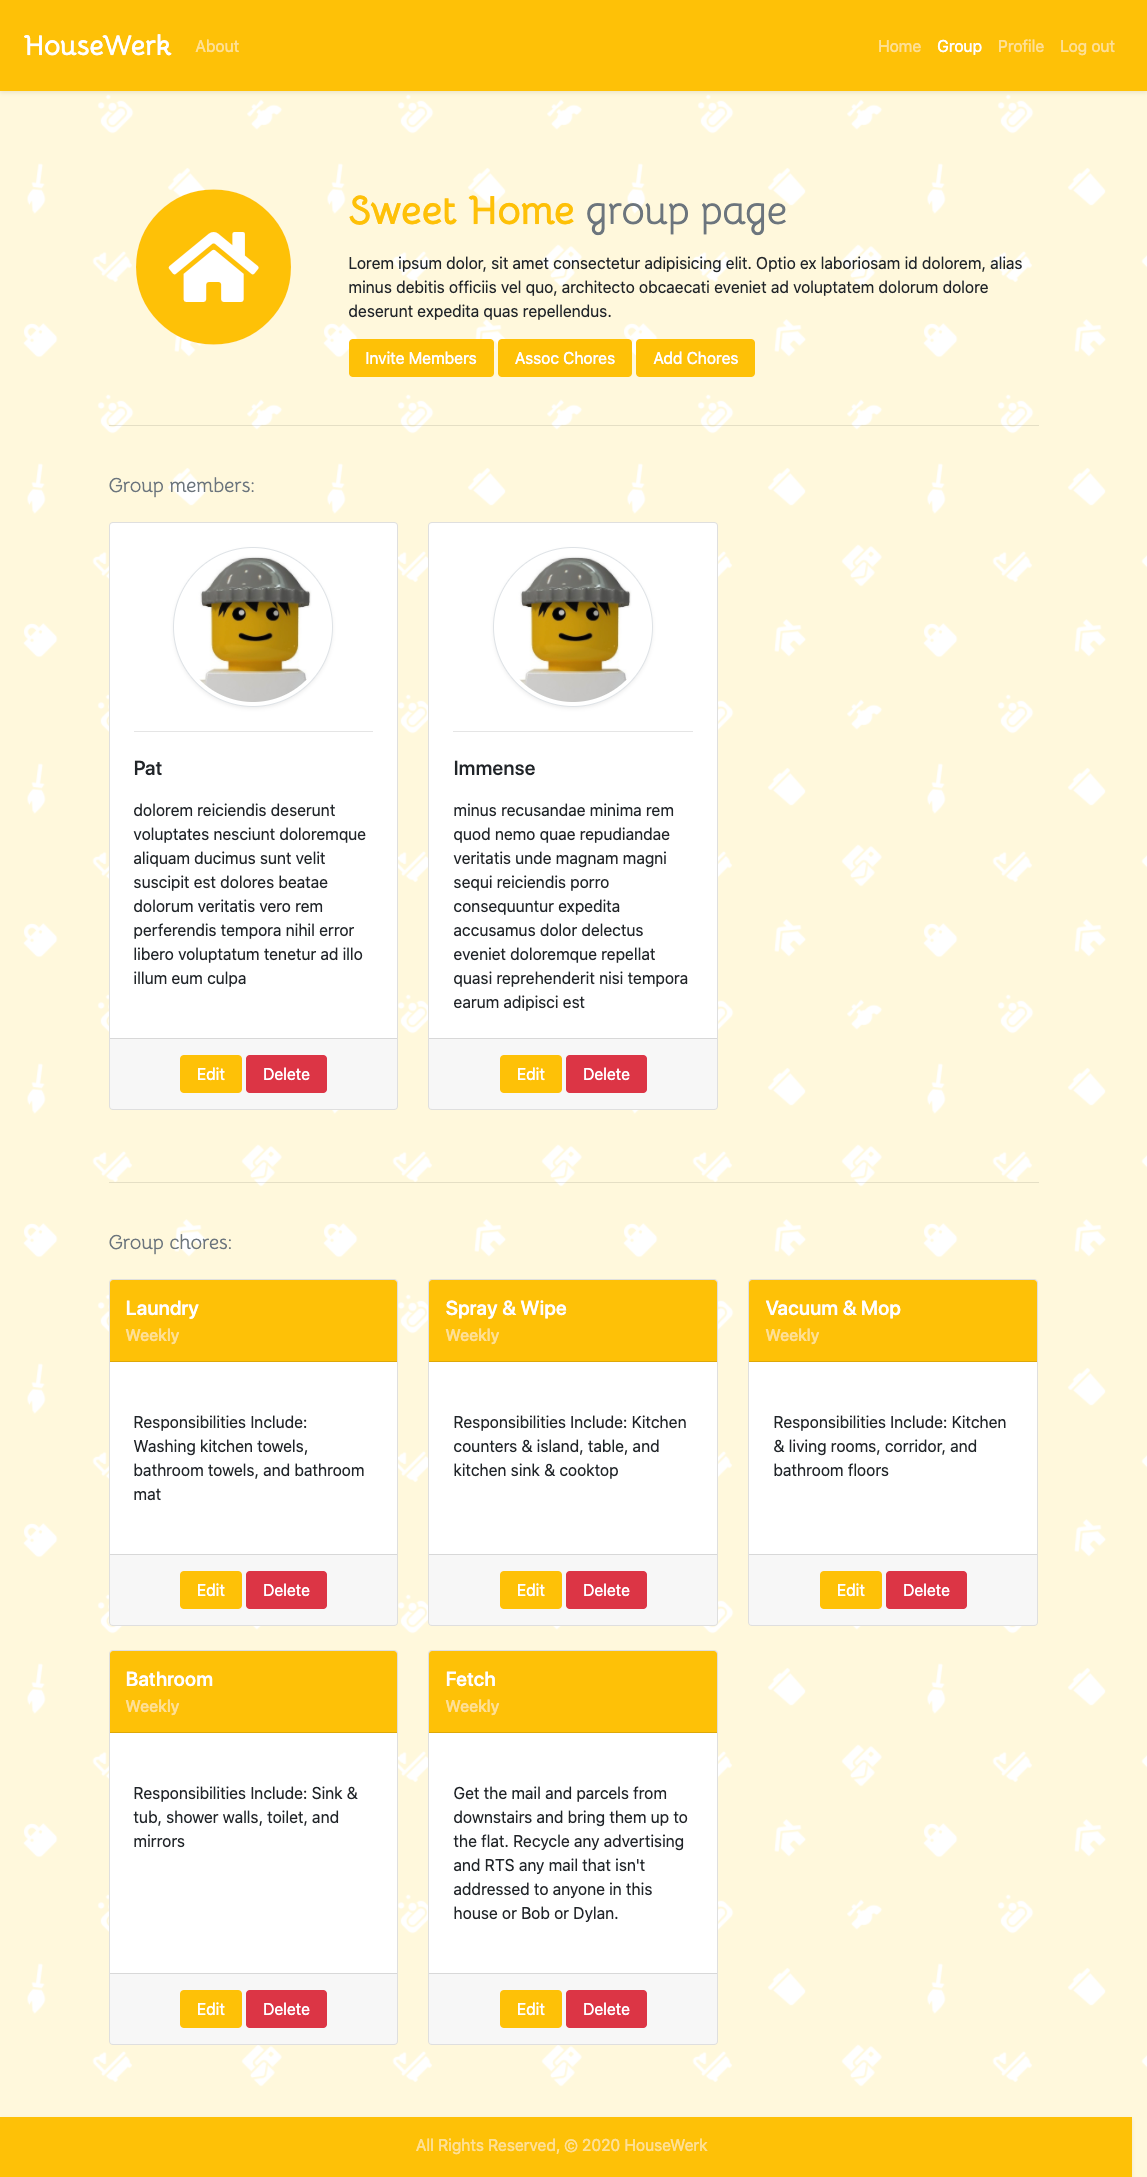 HouseWerk About Home Group Profile Log out
Sweet Home group page
Lorem ipsum dolor, sit amet consectetur adipisicing elit. Optio ex laboriosam id dolorem, alias
minus debitis officiis vel quo, architecto obcaecati eveniet ad voluptatem dolorum dolore
deserunt expedita quas repellendus.
Invite Members Assoc Chores Add Chores
Group members:
Pat
dolorem reiciendis deserunt
voluptates nesciunt doloremque
aliquam ducimus sunt velit
suscipit est dolores beatae
dolorum veritatis vero rem
perferendis tempora nihil error
libero voluptatum tenetur ad illo
illum eum culpa
Edit Delete
Immense
minus recusandae minima rem
quod nemo quae repudiandae
veritatis unde magnam magni
sequi reiciendis porro
consequuntur expedita
accusamus dolor delectus
eveniet doloremque repellat
quasi reprehenderit nisi tempora
earum adipisci est
Edit Delete
Group chores:
Laundry
Weekly
Responsibilities Include:
Washing kitchen towels,
bathroom towels, and bathroom
mat
Edit Delete
Spray & Wipe
Weekly
Responsibilities Include: Kitchen
counters & island, table, and
kitchen sink & cooktop
Edit Delete
Vacuum & Mop
Weekly
Responsibilities Include: Kitchen
& living rooms, corridor, and
bathroom floors
Edit Delete
Bathroom
Weekly
Responsibilities Include: Sink &
tub, shower walls, toilet, and
mirrors
Edit Delete
Fetch
Weekly
Get the mail and parcels from
downstairs and bring them up to
the flat. Recycle any advertising
and RTS any mail that isn't
addressed to anyone in this
house or Bob or Dylan.
Edit Delete
All Rights Reserved, © 2020 HouseWerk